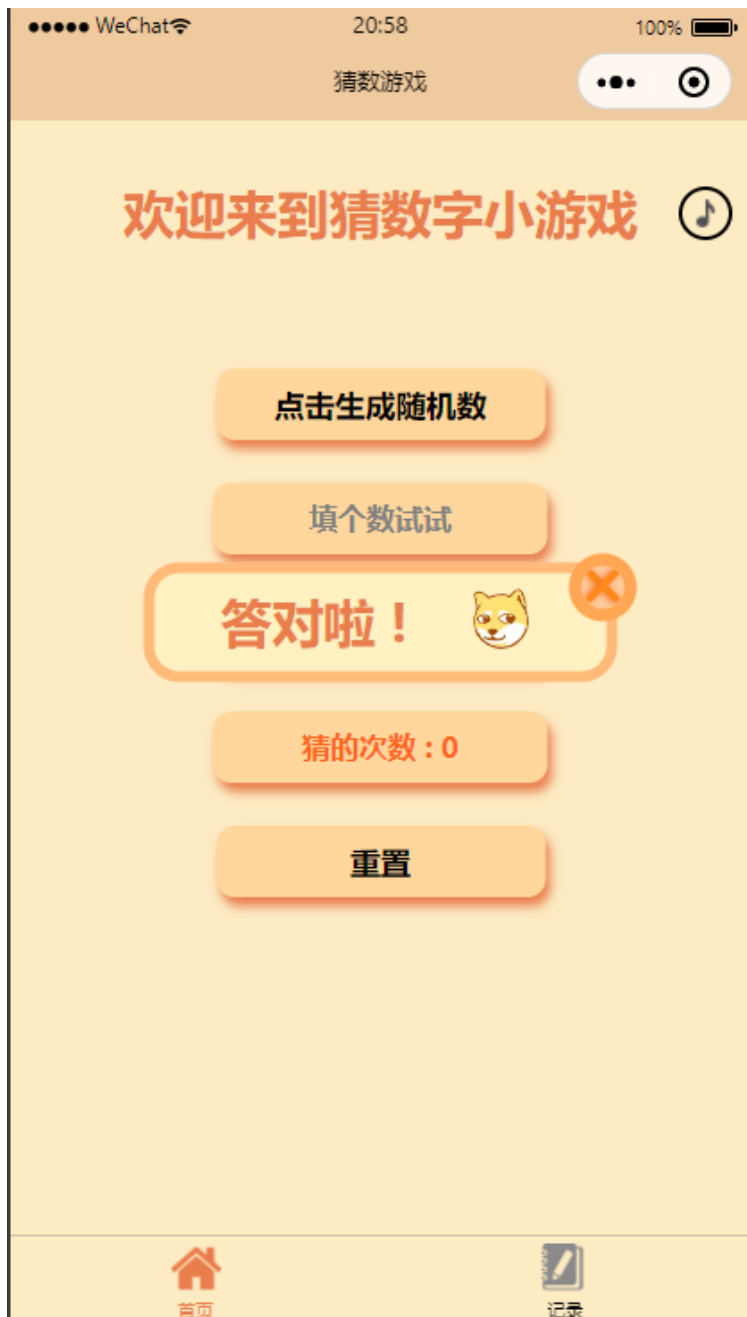 WeChat 20:58 100%
猜数游戏
欢迎来到猜数字小游戏
点击生成随机数
填个数试试
答对啦！
猜的次数：0
重置
首页 记录